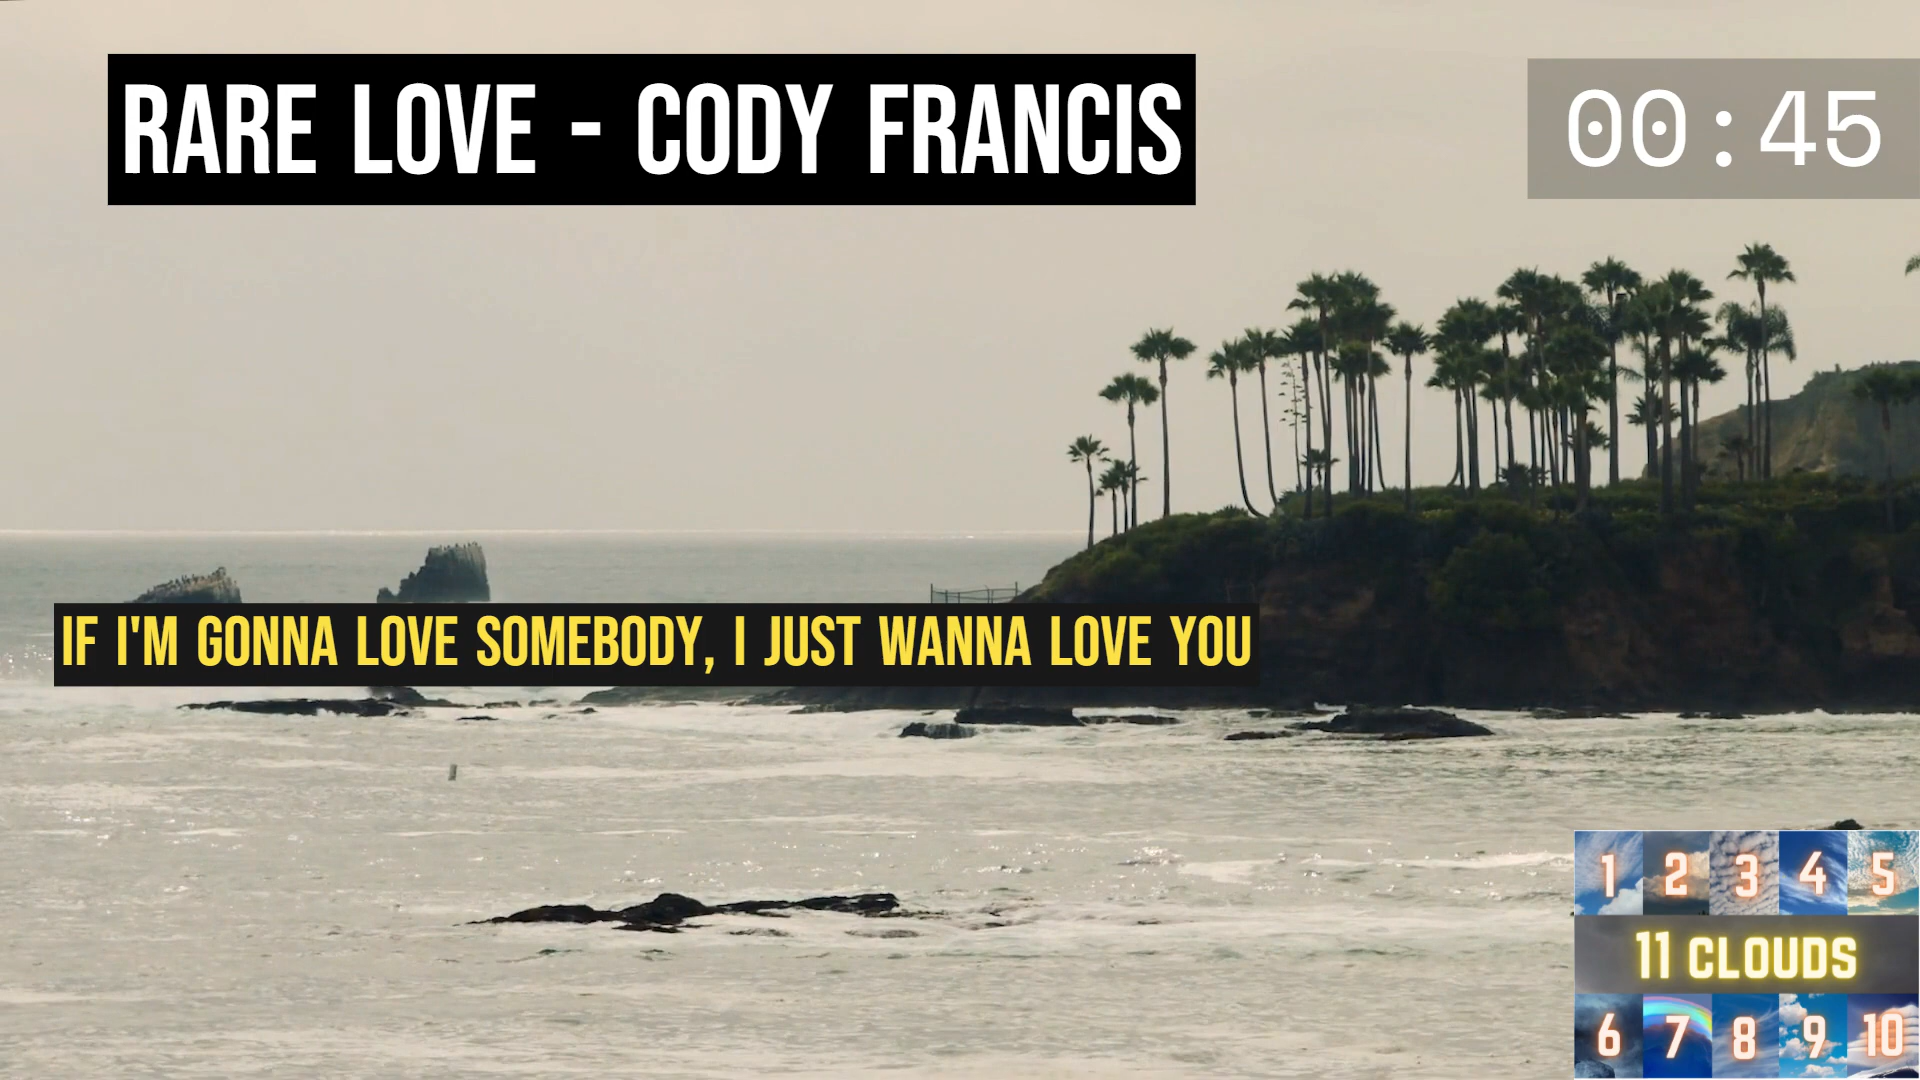 RARE LOVE - CODY FRANCIS
00:45
IF I'M GONNA LOVE SOMEBODY, I JUST WANNA LOVE YOU
1 2 3 4 5
11 CLOUDS
6 7 8 9 10